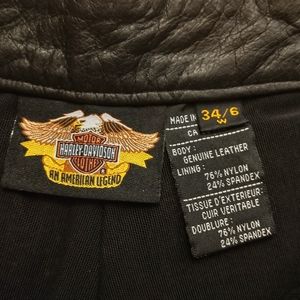 MOTOR
HARLEY-DAVIDSON
CLOTHES
AN AMERICAN LEGEND
34/6
W
MADE IN
CA
BODY:
GENUINE LEATHER
LINING:
76% NYLON
24% SPANDEX
TISSUE D'EXTERIEUR:
CUIR VERITABLE
DOUBLURE:
76% NYLON
24% SPANDEX